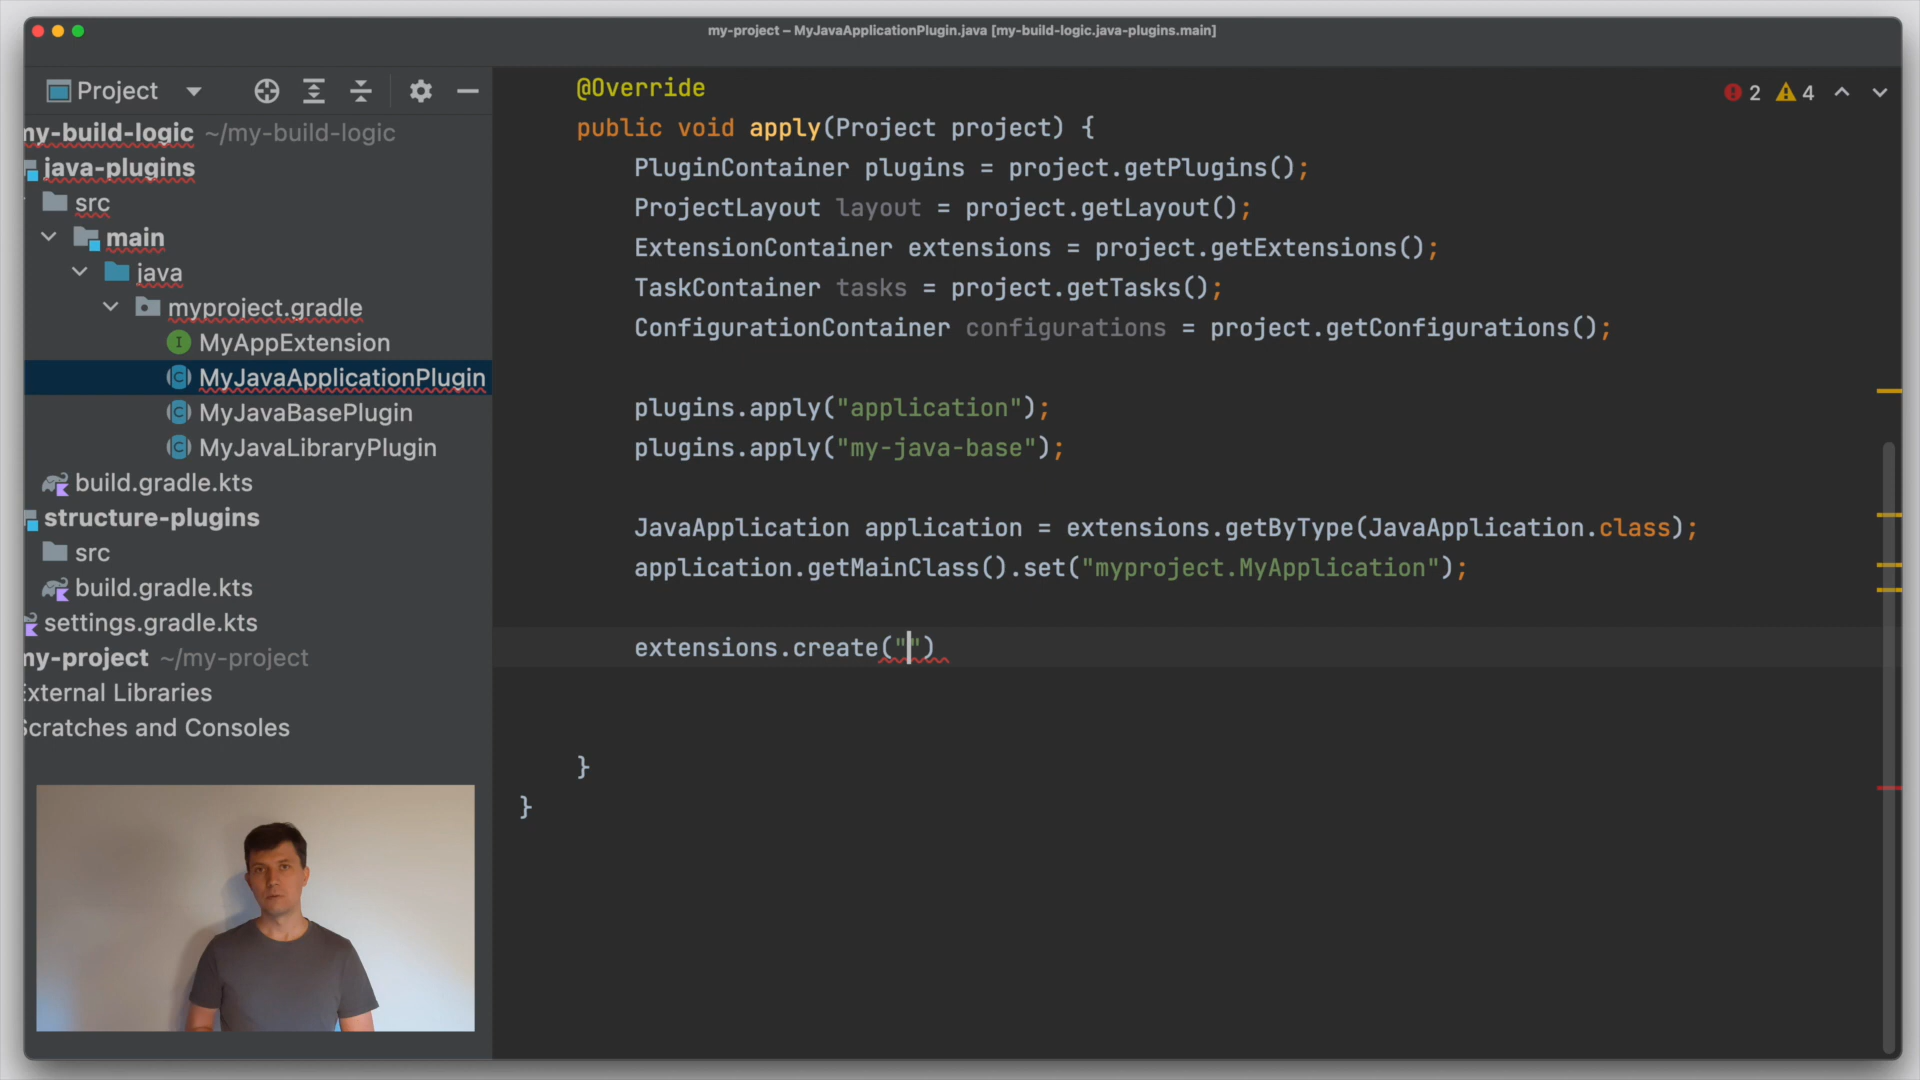 my-project – MyJavaApplicationPlugin.java [my-build-logic.java-plugins.main]
Project
my-build-logic ~/my-build-logic
java-plugins
src
main
java
myproject.gradle
MyAppExtension
MyJavaApplicationPlugin
MyJavaBasePlugin
MyJavaLibraryPlugin
build.gradle.kts
structure-plugins
src
build.gradle.kts
settings.gradle.kts
my-project ~/my-project
External Libraries
Scratches and Consoles
2 4
@Override
public void apply(Project project) {
PluginContainer plugins = project.getPlugins();
ProjectLayout layout = project.getLayout();
ExtensionContainer extensions = project.getExtensions();
TaskContainer tasks = project.getTasks();
ConfigurationContainer configurations = project.getConfigurations();
plugins.apply("application");
plugins.apply("my-java-base");
JavaApplication application = extensions.getByType(JavaApplication.class);
application.getMainClass().set("myproject.MyApplication");
extensions.create("")
}
}